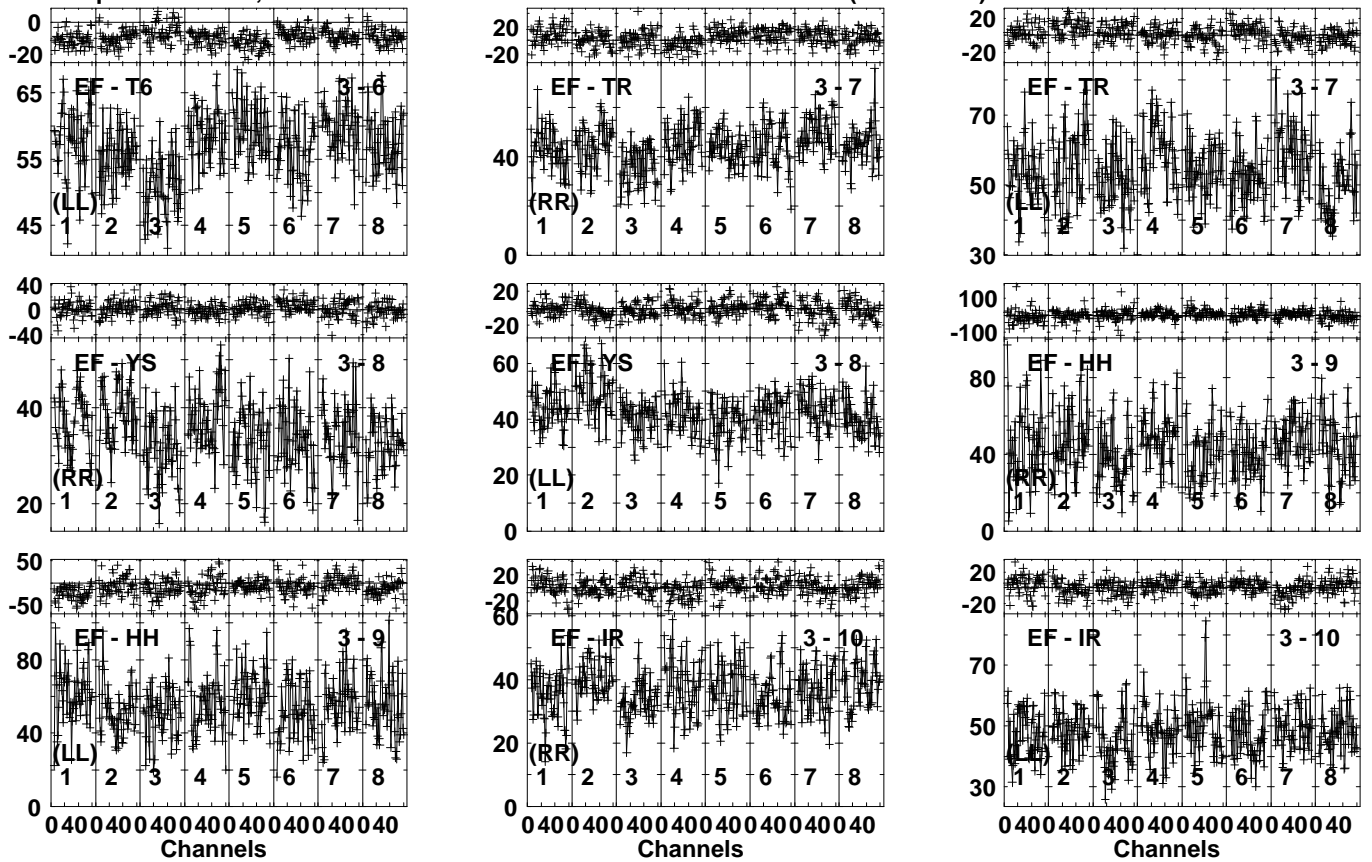 0 -20 20 -20 20 -20
EF - T6 3 - 6 EF - TR 3 - 7 EF - TR 3 - 7
65 55 45 40 0 70 50 30
(LL) (RR) (LL)
1 2 3 4 5 6 7 8 1 2 3 4 5 6 7 8 1 2 3 4 5 6 7 8
40 0 -40 20 -20 100 -100
EF - YS 3 - 8 EF - YS 3 - 8 EF - HH 3 - 9
40 20 60 40 20 0 80 40 0
(RR) (LL) (RR)
1 2 3 4 5 6 7 8 1 2 3 4 5 6 7 8 1 2 3 4 5 6 7 8
50 -50 20 -20 20 -20
EF - HH 3 - 9 EF - IR 3 - 10 EF - IR 3 - 10
80 40 0 60 40 20 0 70 50 30
(LL) (RR) (LL)
1 2 3 4 5 6 7 8 1 2 3 4 5 6 7 8 1 2 3 4 5 6 7 8
0 40 0 40 0 40 0 40 0 40 0 40 0 40 0 40 0 40 0 40 0 40 0 40 0 40 0 40 0 40 0 40 0 40 0 40 0 40 0 40 0 40 0 40 0 40 0 40
Channels Channels Channels